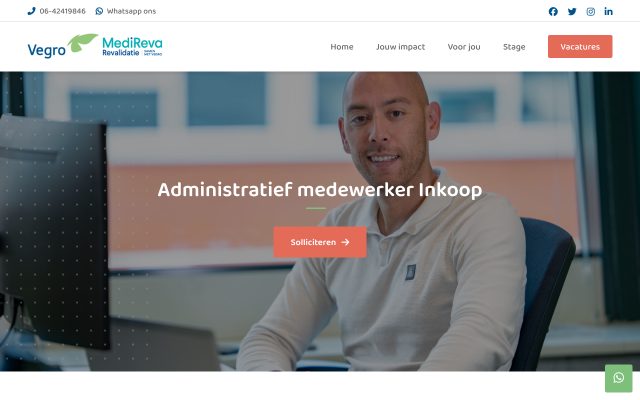 06-42419846 Whatsapp ons
Vegro MediReva
Revalidatie
Home Jouw impact Voor jou Stage Vacatures
Administratief medewerker Inkoop
Solliciteren